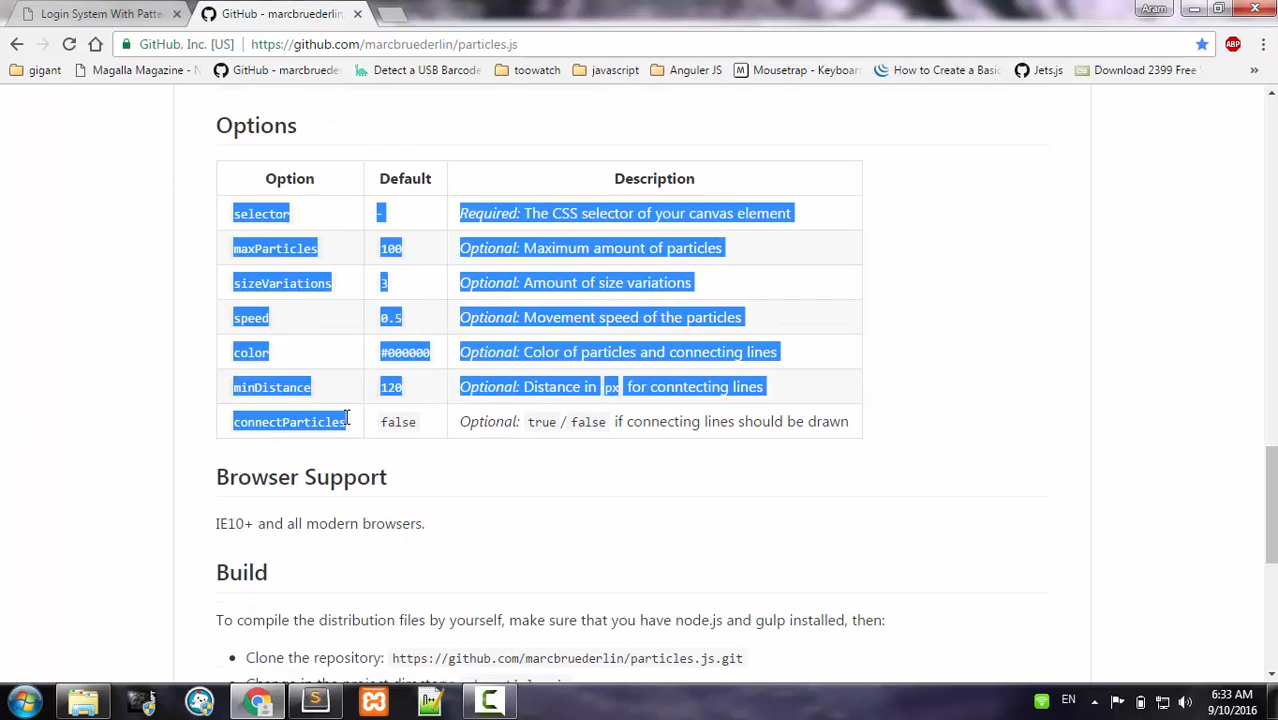 Login System With Patte
GitHub - marcbruederlin/
Aram
GitHub, Inc. [US] https://github.com/marcbruederlin/particles.js
ABP
gigant Magalla Magazine - GitHub - marcbrueder Detect a USB Barcode toowatch javascript Anguler JS M Mousetrap - Keyboar How to Create a Basi Jets.js Download 2399 Free »
Options
Option Default Description
selector - Required: The CSS selector of your canvas element
maxParticles 100 Optional: Maximum amount of particles
sizeVariations 3 Optional: Amount of size variations
speed 0.5 Optional: Movement speed of the particles
color #000000 Optional: Color of particles and connecting lines
minDistance 120 Optional: Distance in px for conntecting lines
connectParticles false Optional: true / false if connecting lines should be drawn
Browser Support
IE10+ and all modern browsers.
Build
To compile the distribution files by yourself, make sure that you have node.js and gulp installed, then:
Clone the repository: https://github.com/marcbruederlin/particles.js.git
EN
6:33 AM
9/10/2016